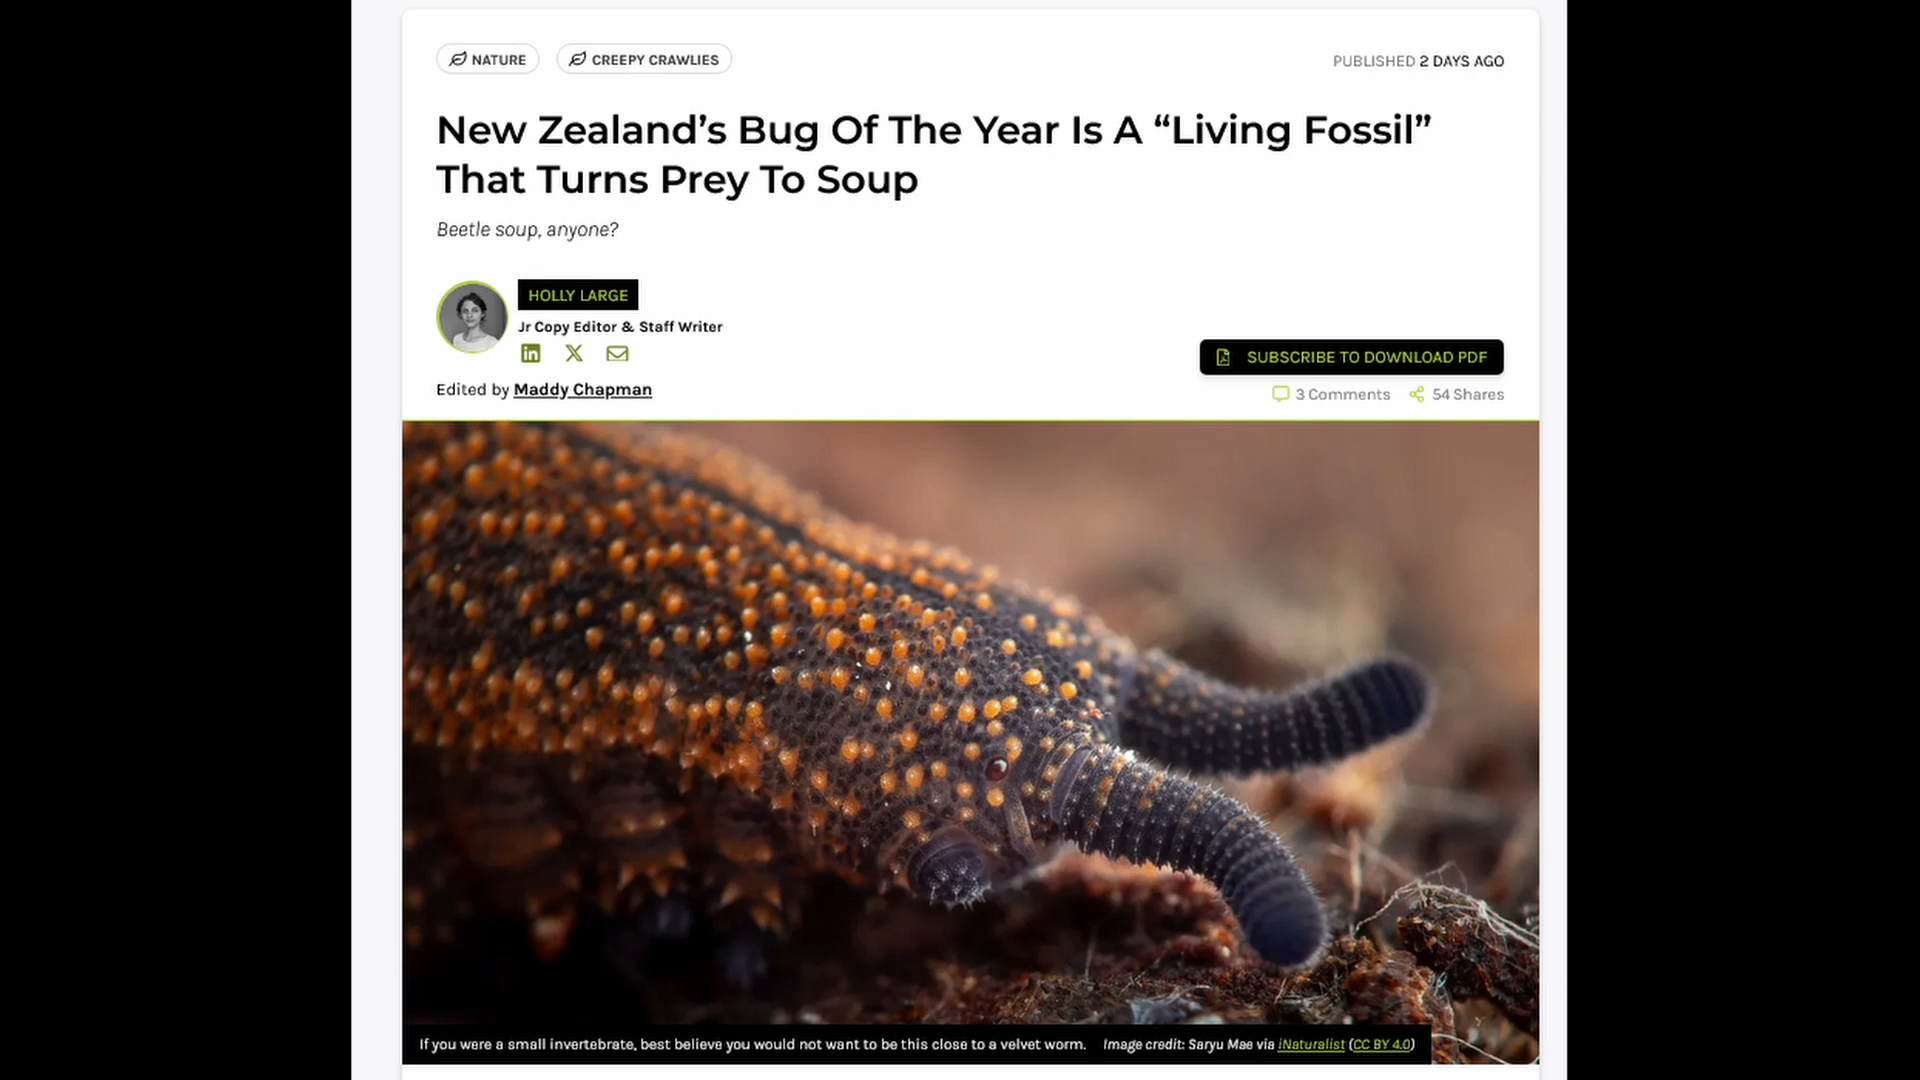 NATURE
CREEPY CRAWLIES
PUBLISHED 2 DAYS AGO
New Zealand’s Bug Of The Year Is A “Living Fossil”
That Turns Prey To Soup
Beetle soup, anyone?
HOLLY LARGE
Jr Copy Editor & Staff Writer
Edited by Maddy Chapman
SUBSCRIBE TO DOWNLOAD PDF
3 Comments
54 Shares
If you were a small invertebrate, best believe you would not want to be this close to a velvet worm. Image credit: Saryu Mae via iNaturalist (CC BY 4.0)